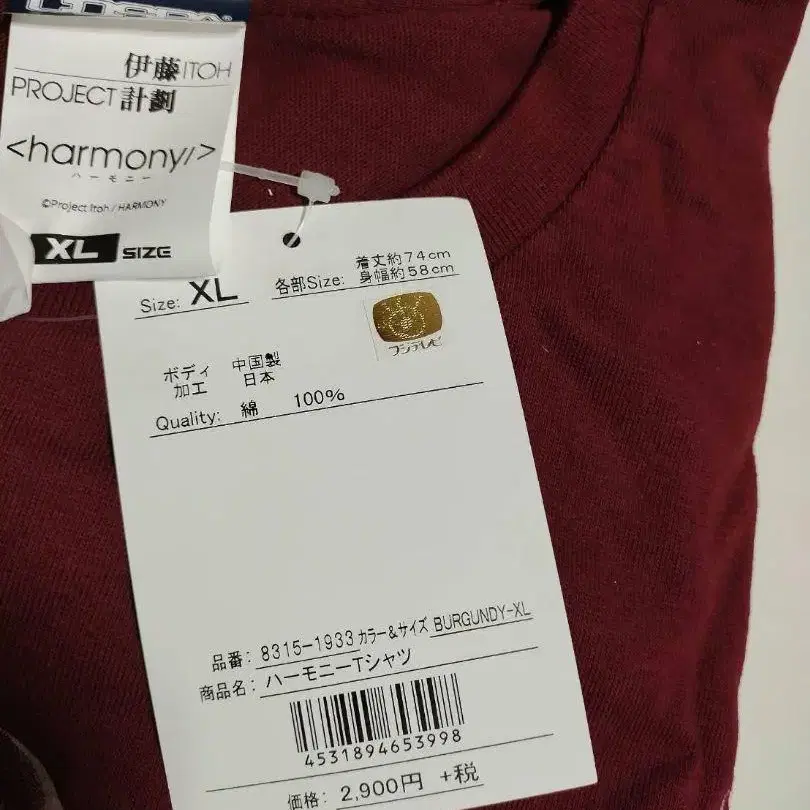 COSPA
伊藤ITOH
PROJECT計劃
<harmony/>
ハーモニー
©Project Itoh / HARMONY
XL SIZE
Size: XL 各部Size: 着丈約74cm
身幅約58cm
フジテレビ
ボディ 中国製
加工 日本
Quality: 綿 100%
品番: 8315-1933 カラー&サイズ BURGUNDY-XL
商品名: ハーモニーTシャツ
4531894653998
価格: 2,900円 +税